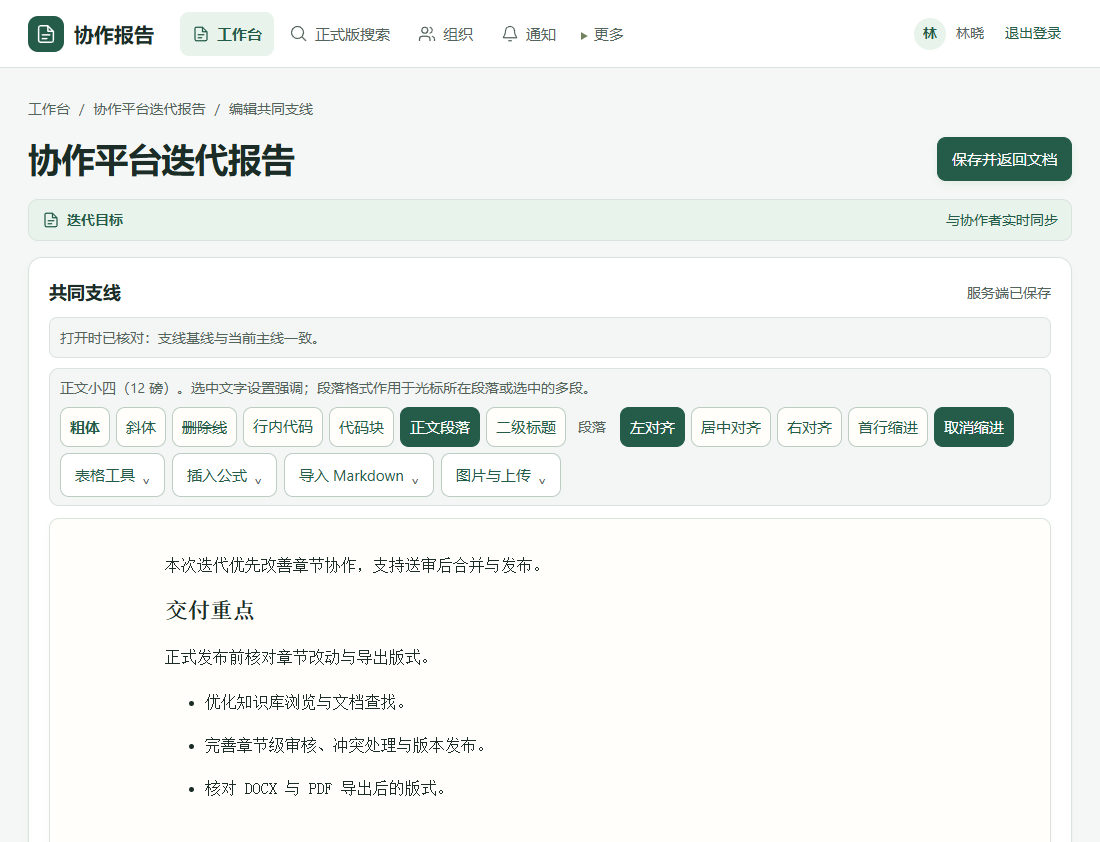 协作报告 工作台 正式版搜索 组织 通知 更多 林 林晓 退出登录
工作台 / 协作平台迭代报告 / 编辑共同支线
协作平台迭代报告 保存并返回文档
迭代目标 与协作者实时同步
共同支线 服务端已保存
打开时已核对：支线基线与当前主线一致。
正文小四（12 磅）。选中文字设置强调；段落格式作用于光标所在段落或选中的多段。
粗体 斜体 删除线 行内代码 代码块 正文段落 二级标题 段落 左对齐 居中对齐 右对齐 首行缩进 取消缩进
表格工具 插入公式 导入 Markdown 图片与上传
本次迭代优先改善章节协作，支持送审后合并与发布。
交付重点
正式发布前核对章节改动与导出版式。
• 优化知识库浏览与文档查找。
• 完善章节级审核、冲突处理与版本发布。
• 核对 DOCX 与 PDF 导出后的版式。